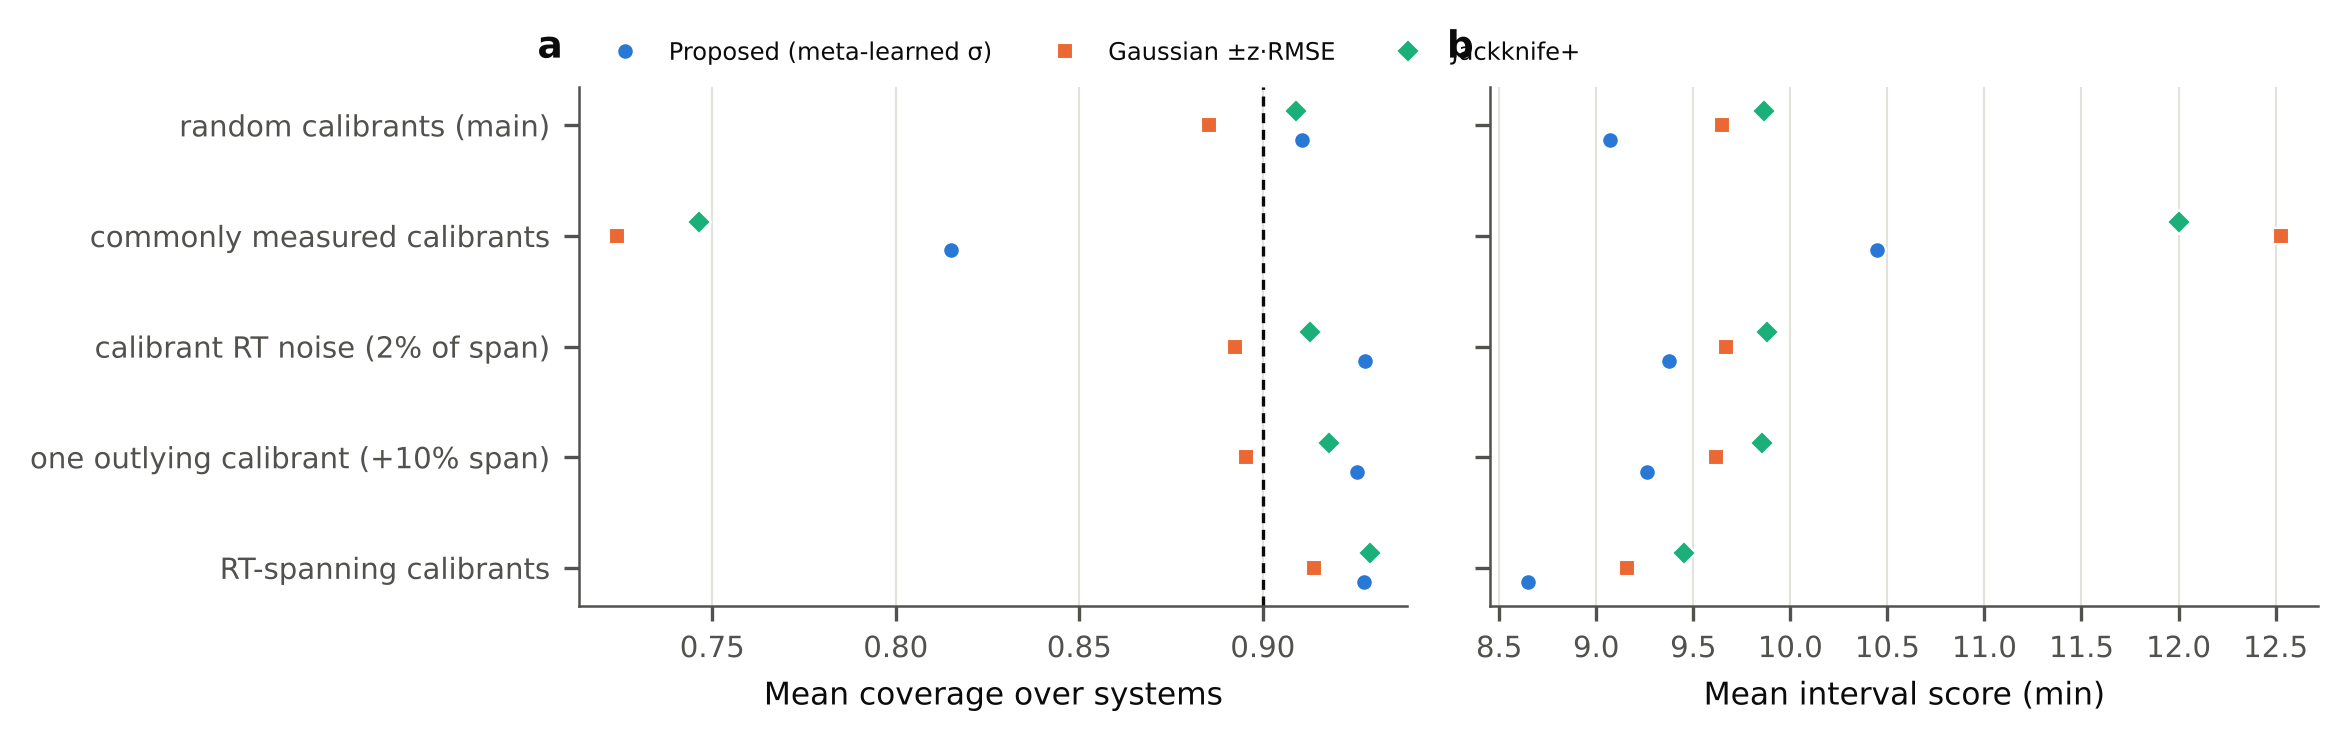 a
Proposed (meta-learned σ)
Gaussian ±z·RMSE
Jackknife+
b
random calibrants (main)
commonly measured calibrants
calibrant RT noise (2% of span)
one outlying calibrant (+10% span)
RT-spanning calibrants
0.75 0.80 0.85 0.90
Mean coverage over systems
8.5 9.0 9.5 10.0 10.5 11.0 11.5 12.0 12.5
Mean interval score (min)